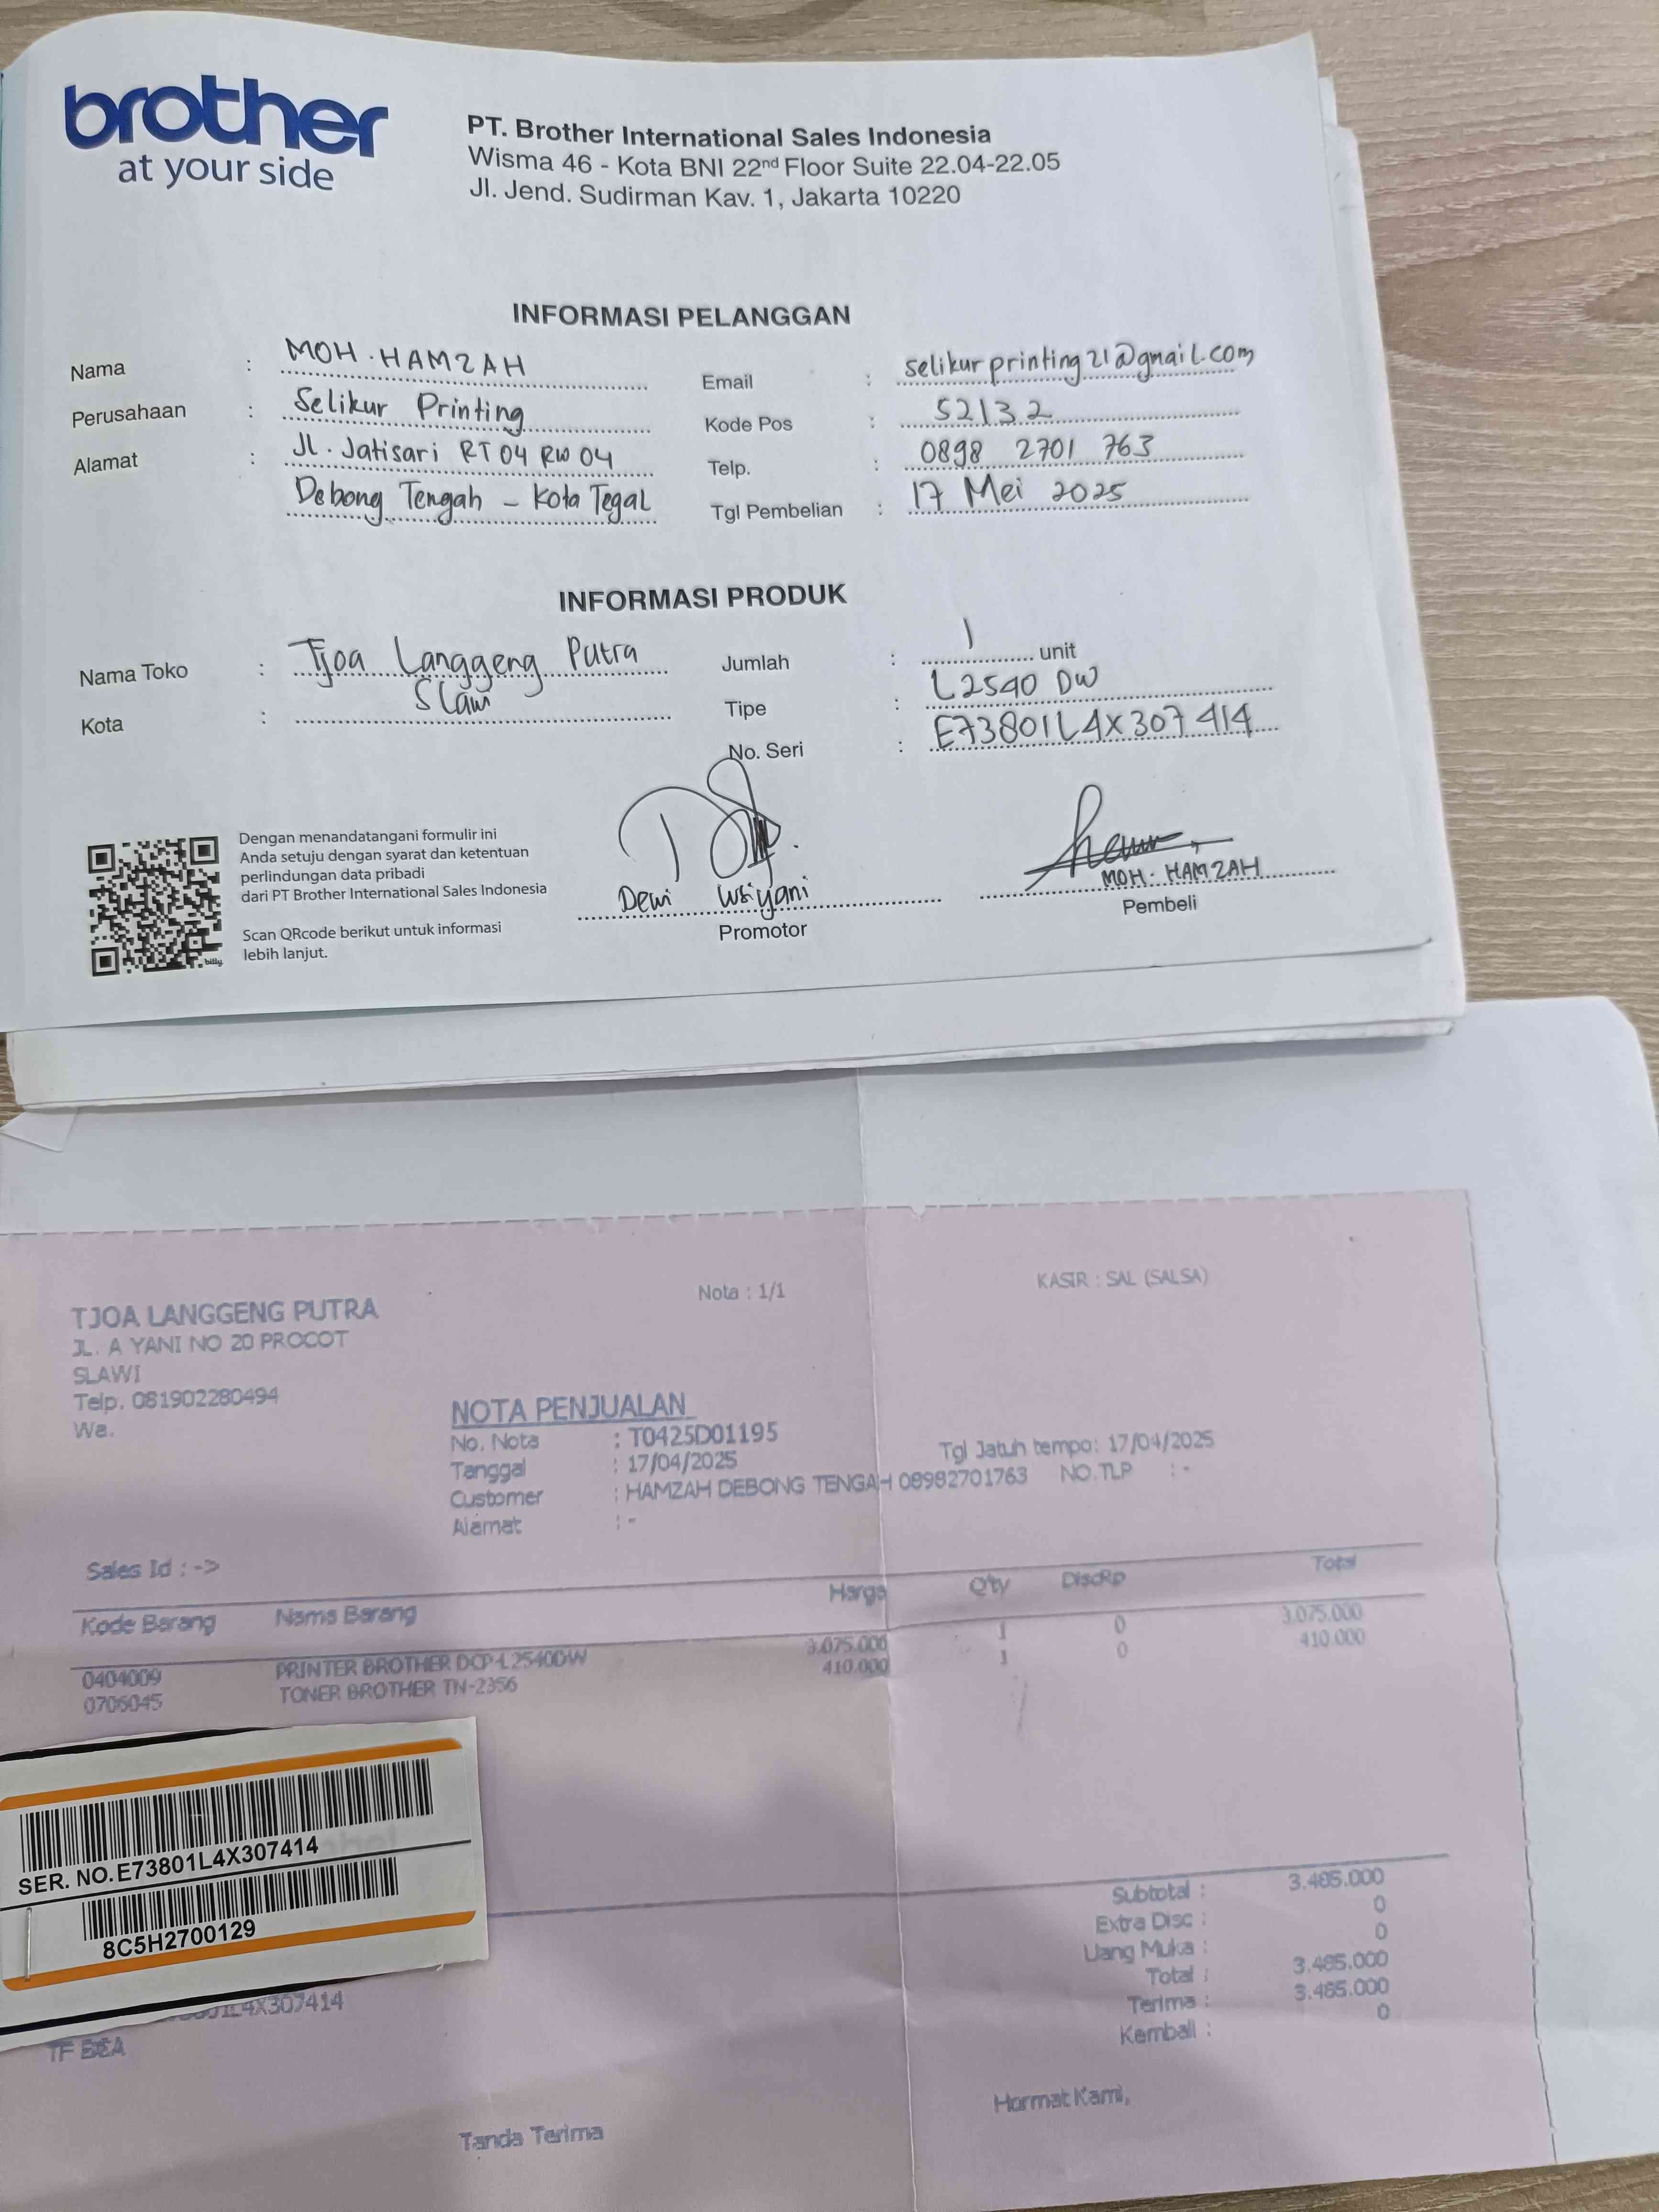 brother
at your side
PT. Brother International Sales Indonesia
Wisma 46 - Kota BNI 22nd Floor Suite 22.04-22.05
Jl. Jend. Sudirman Kav. 1, Jakarta 10220
INFORMASI PELANGGAN
Nama : MOH. HAMZAH
Perusahaan : Selikur Printing
Alamat : Jl. Jatisari RT 04 RW 04
Debong Tengah - Kota Tegal
Email : selikurprinting21@gmail.com
Kode Pos : 52132
Telp. : 0898 2701 763
Tgl Pembelian : 17 Mei 2025
INFORMASI PRODUK
Nama Toko : Tjoa Langgeng Putra
Kota : Slawi
Jumlah : 1 unit
Tipe : L2540 DW
No. Seri : E73801L4X307414
Dengan menandatangani formulir ini
Anda setuju dengan syarat dan ketentuan
perlindungan data pribadi
dari PT Brother International Sales Indonesia
Scan QRcode berikut untuk informasi
lebih lanjut.
bitly
Dewi
Promotor
MOH. HAMZAH
Pembeli
TJOA LANGGENG PUTRA
JL. A YANI NO 20 PROCOT
SLAWI
Telp. 081902280494
Wa.
Nota : 1/1
KASIR : SAL (SALSA)
NOTA PENJUALAN
No. Nota : T0425D01195
Tanggal : 17/04/2025
Customer : HAMZAH DEBONG TENGAH 08982701763
Alamat : -
Tgl Jatuh tempo: 17/04/2025
NO.TLP : -
Sales Id : ->
Kode Barang Nama Barang Harga Qty DiscRp Total
0404009 PRINTER BROTHER DCP-L2540DW 3.075.000 1 0 3.075.000
0706045 TONER BROTHER TN-2356 410.000 1 0 410.000
SER. NO.E73801L4X307414
8C5H2700129
01L4X307414
TF BCA
Subtotal : 3.485.000
Extra Disc : 0
Uang Muka : 0
Total : 3.485.000
Terima : 3.485.000
Kembali : 0
Tanda Terima
Hormat Kami,